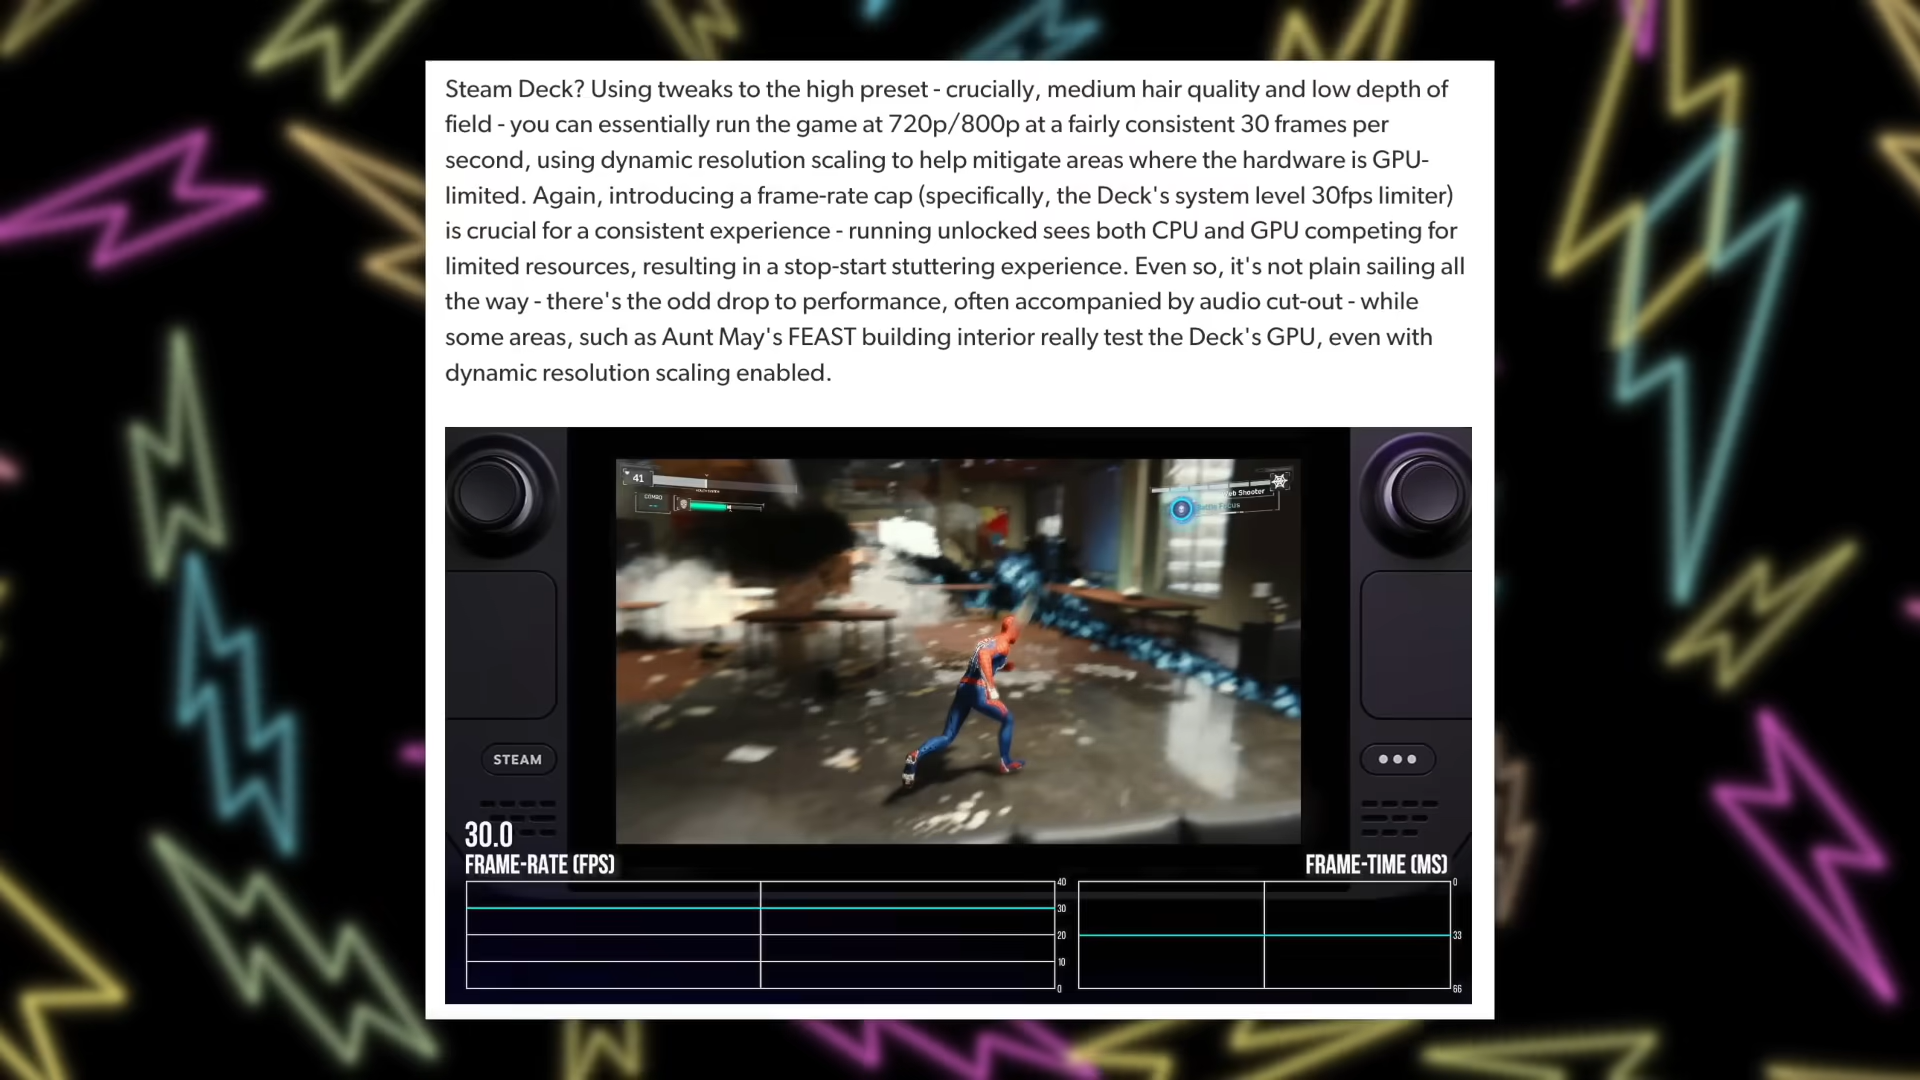 Steam Deck? Using tweaks to the high preset - crucially, medium hair quality and low depth of
field - you can essentially run the game at 720p/800p at a fairly consistent 30 frames per
second, using dynamic resolution scaling to help mitigate areas where the hardware is GPU-
limited. Again, introducing a frame-rate cap (specifically, the Deck's system level 30fps limiter)
is crucial for a consistent experience - running unlocked sees both CPU and GPU competing for
limited resources, resulting in a stop-start stuttering experience. Even so, it's not plain sailing all
the way - there's the odd drop to performance, often accompanied by audio cut-out - while
some areas, such as Aunt May's FEAST building interior really test the Deck's GPU, even with
dynamic resolution scaling enabled.
41
COMBO
Web Shooter
Battle Focus
STEAM
30.0
FRAME-RATE (FPS)
FRAME-TIME (MS)
40
30
20
10
0
0
33
66